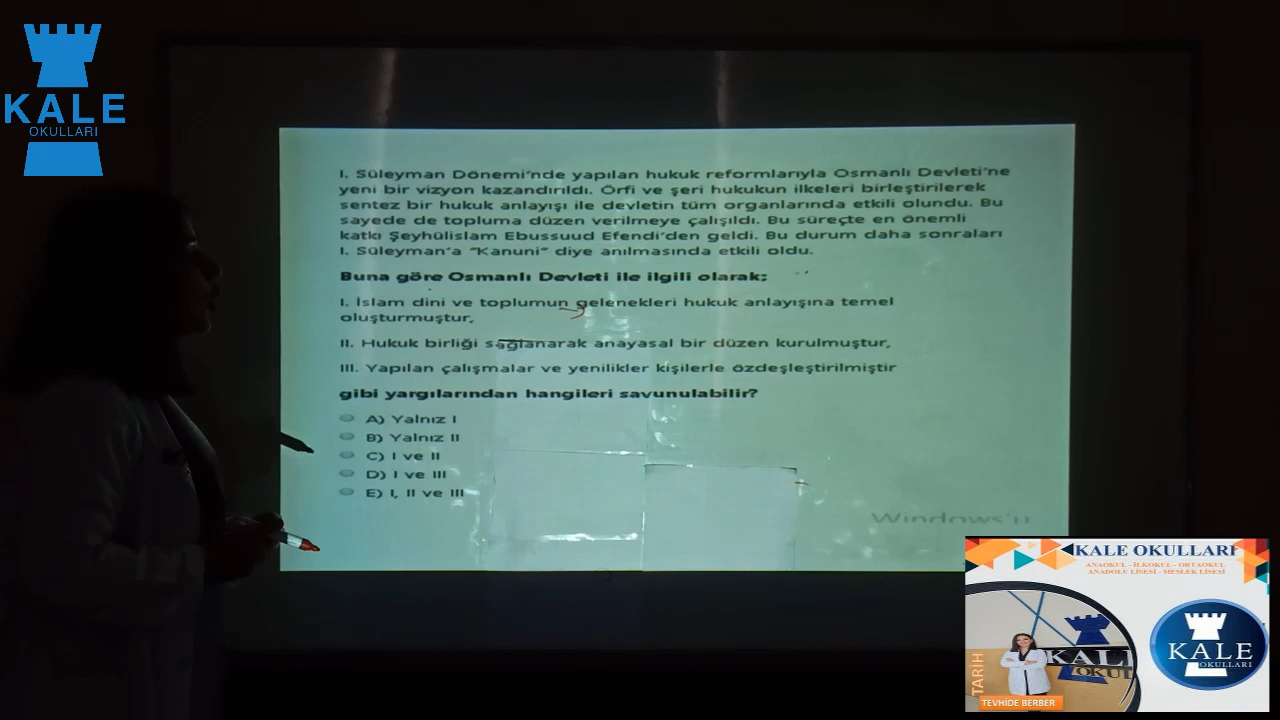 KALE
OKULLARI
I. Süleyman Dönemi'nde yapılan hukuk reformlarıyla Osmanlı Devleti'ne
yeni bir vizyon kazandırıldı. Örfi ve şeri hukukun ilkeleri birleştirilerek
sentez bir hukuk anlayışı ile devletin tüm organlarında etkili olundu. Bu
sayede de topluma düzen verilmeye çalışıldı. Bu süreçte en önemli
katkı Şeyhülislam Ebussuud Efendi'den geldi. Bu durum daha sonraları
I. Süleyman'a "Kanuni" diye anılmasında etkili oldu.
Buna göre Osmanlı Devleti ile ilgili olarak;
I. İslam dini ve toplumun gelenekleri hukuk anlayışına temel
oluşturmuştur,
II. Hukuk birliği sağlanarak anayasal bir düzen kurulmuştur,
III. Yapılan çalışmalar ve yenilikler kişilerle özdeşleştirilmiştir
gibi yargılarından hangileri savunulabilir?
A) Yalnız I
B) Yalnız II
C) I ve II
D) I ve III
E) I, II ve III
Windows'u
KALE OKULLARI
ANAOKUL - İLKOKUL - ORTAOKUL
ANADOLU LİSESİ - MESLEK LİSESİ
KALE
OKULLARI
TARİH
TEVHİDE BERBER